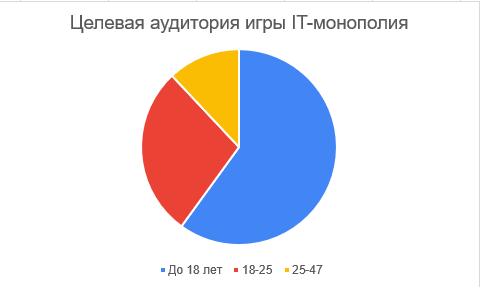 Целевая аудитория игры IT-монополия
До 18 лет 18-25 25-47